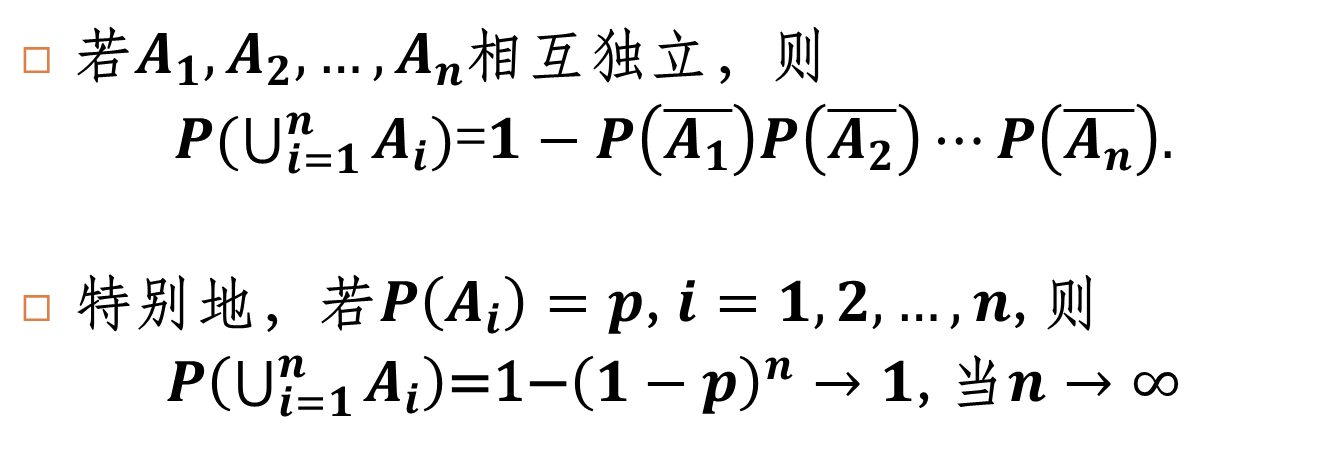 □ 若A₁, A₂, … , Aₙ相互独立，则
P(⋃ⁿᵢ₌₁ Aᵢ)=1 − P(A̅₁)P(A̅₂) ⋯ P(A̅ₙ).
□ 特别地，若P(Aᵢ) = p, i = 1, 2, … , n, 则
P(⋃ⁿᵢ₌₁ Aᵢ)=1−(1 − p)ⁿ → 1, 当n → ∞